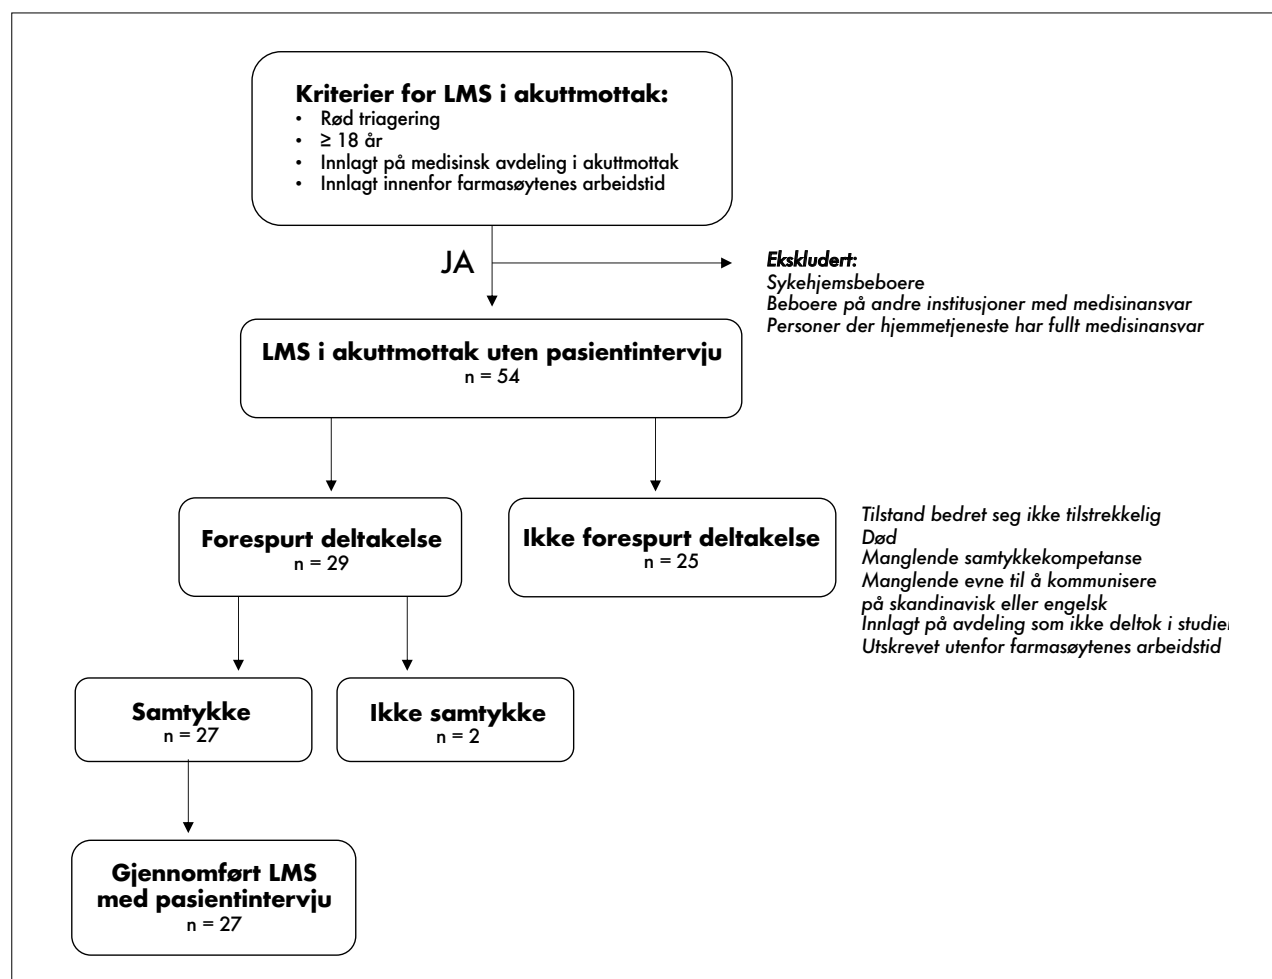 Kriterier for LMS i akuttmottak:
• Rød triagering
• ≥ 18 år
• Innlagt på medisinsk avdeling i akuttmottak
• Innlagt innenfor farmasøytenes arbeidstid
JA
Ekskludert:
Sykehjemsbeboere
Beboere på andre institusjoner med medisinansvar
Personer der hjemmetjeneste har fullt medisinansvar
LMS i akuttmottak uten pasientintervju
n = 54
Forespurt deltakelse
n = 29
Ikke forespurt deltakelse
n = 25
Tilstand bedret seg ikke tilstrekkelig
Død
Manglende samtykkekompetanse
Manglende evne til å kommunisere
på skandinavisk eller engelsk
Innlagt på avdeling som ikke deltok i
Utskrevet utenfor farmasøytenes arbeidstid
Samtykke
n = 27
Ikke samtykke
n = 2
Gjennomført LMS
med pasientintervju
n = 27